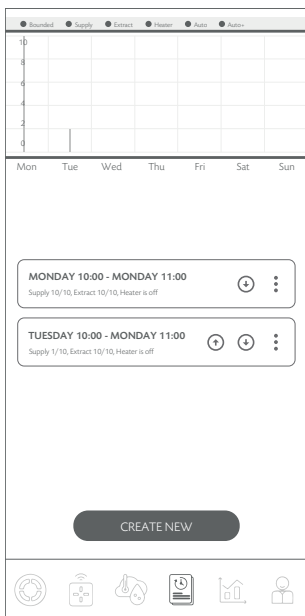 Bounded Supply Extract Heater Auto Auto+
10
8
6
4
2
0
Mon Tue Wed Thu Fri Sat Sun
MONDAY 10:00 - MONDAY 11:00
Supply 10/10, Extract 10/10, Heater is off
TUESDAY 10:00 - MONDAY 11:00
Supply 1/10, Extract 10/10, Heater is off
CREATE NEW